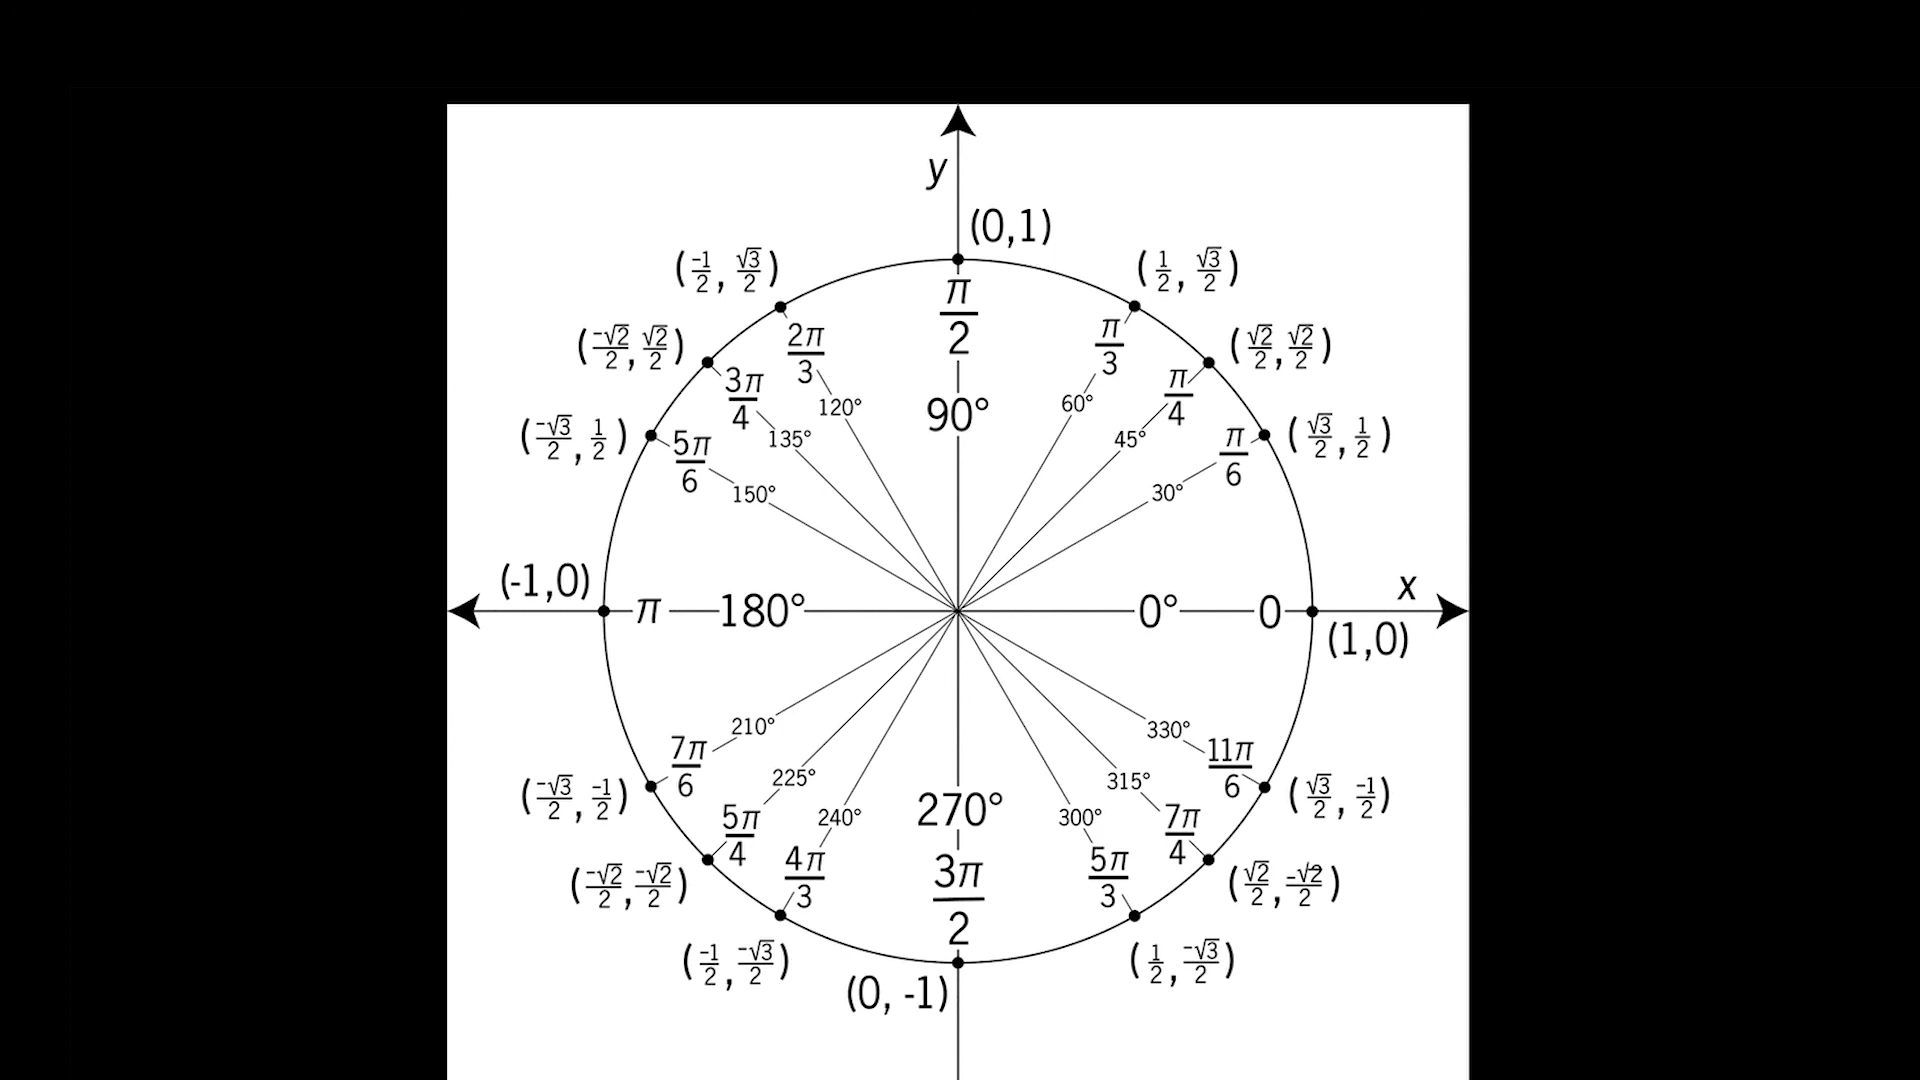 y
(0,1)
(-1/2, √3/2)
(1/2, √3/2)
π/2
2π/3
π/3
(-√2/2, √2/2)
(√2/2, √2/2)
3π/4
π/4
120°
90°
60°
(-√3/2, 1/2)
5π/6
135°
45°
π/6
(√3/2, 1/2)
150°
30°
(-1,0)
x
π 180° 0° 0
(1,0)
210°
330°
7π/6
11π/6
225°
315°
(-√3/2, -1/2)
(√3/2, -1/2)
5π/4
240°
270°
300°
7π/4
4π/3
3π/2
5π/3
(-√2/2, -√2/2)
(√2/2, -√2/2)
(-1/2, -√3/2)
(1/2, -√3/2)
(0, -1)